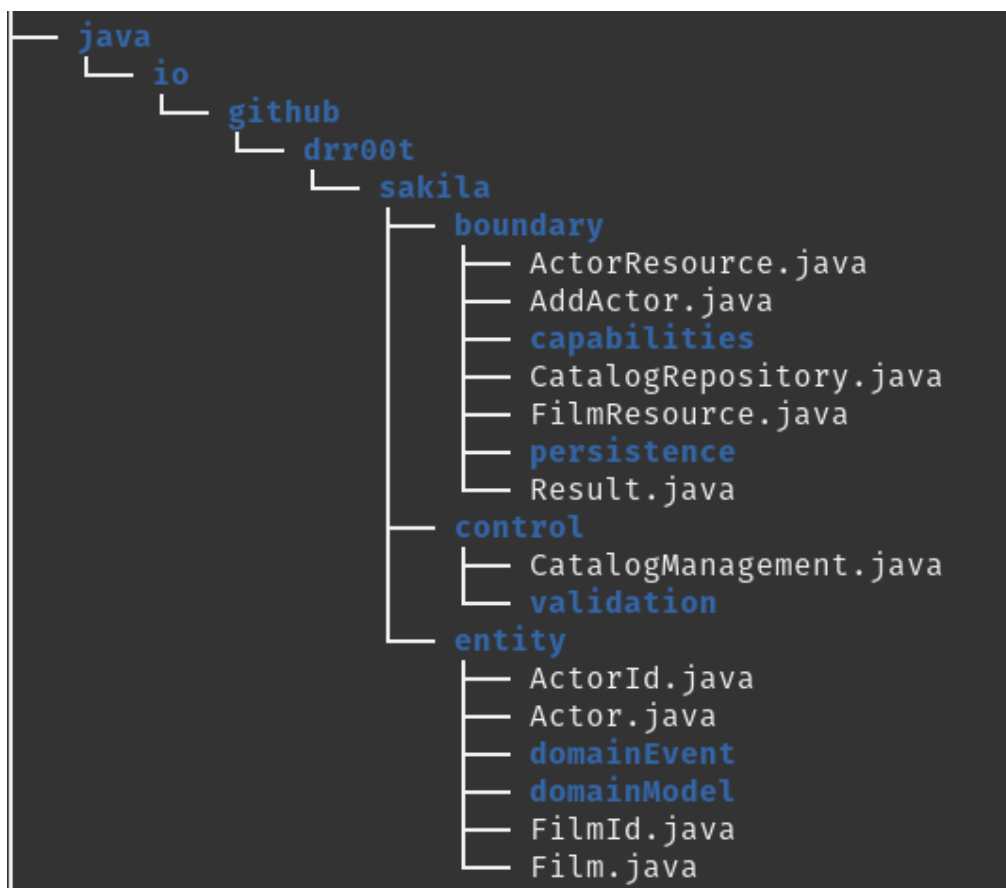 java
io
github
drr00t
sakila
boundary
ActorResource.java
AddActor.java
capabilities
CatalogRepository.java
FilmResource.java
persistence
Result.java
control
CatalogManagement.java
validation
entity
ActorId.java
Actor.java
domainEvent
domainModel
FilmId.java
Film.java